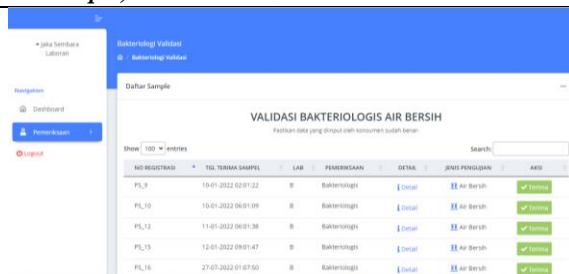 Jaka Sembara
Laboran
Navigation
Dashboard
Pemeriksaan
Logout
Bakteriologi Validasi
/ Bakteriologi Validasi
Daftar Sample
VALIDASI BAKTERIOLOGIS AIR BERSIH
Pastikan data yang diinput oleh konsumen sudah benar.
Show 100 entries Search:
NO REGISTRASI TGL. TERIMA SAMPEL LAB PEMERIKSAAN DETAIL JENIS PENGUJIAN AKSI
PS_9 10-01-2022 02:01:22 B Bakteriologis Detail Air Bersih Terima
PS_10 10-01-2022 06:01:09 B Bakteriologis Detail Air Bersih Terima
PS_12 11-01-2022 06:01:38 B Bakteriologis Detail Air Bersih Terima
PS_15 12-01-2022 09:01:47 B Bakteriologis Detail Air Bersih Terima
PS_16 27-07-2022 01:07:50 B Bakteriologis Detail Air Bersih Terima